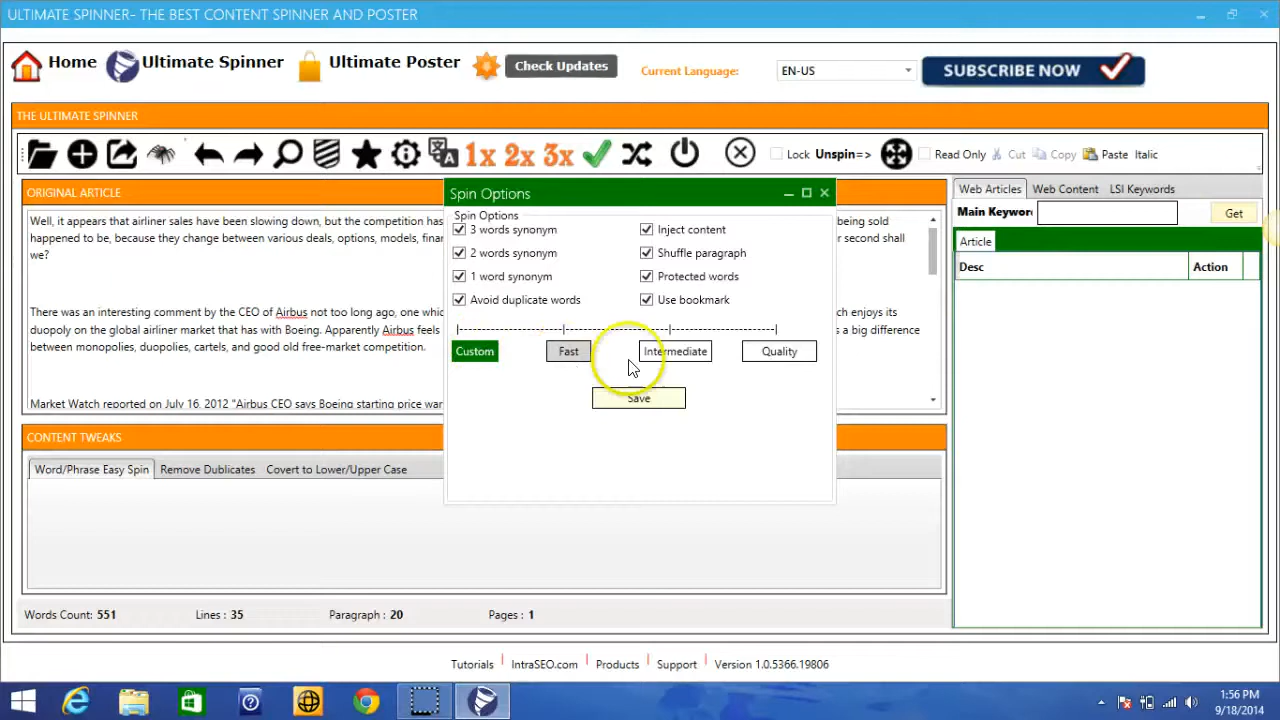 ULTIMATE SPINNER- THE BEST CONTENT SPINNER AND POSTER
Home Ultimate Spinner Ultimate Poster Check Updates Current Language: EN-US SUBSCRIBE NOW
THE ULTIMATE SPINNER
1x 2x 3x Lock Unspin=> Read Only Cut Copy Paste Italic
ORIGINAL ARTICLE
Well, it appears that airliner sales have been slowing down, but the competition has
being sold
happened to be, because they change between various deals, options, models, finan
er second shall
we?
There was an interesting comment by the CEO of Airbus not too long ago, one whic
ch enjoys its
duopoly on the global airliner market that has with Boeing. Apparently Airbus feels
s a big difference
between monopolies, duopolies, cartels, and good old free-market competition.
Market Watch reported on July 16, 2012 "Airbus CEO says Boeing starting price war
Spin Options
Spin Options
3 words synonym Inject content
2 words synonym Shuffle paragraph
1 word synonym Protected words
Avoid duplicate words Use bookmark
Custom Fast Intermediate Quality
Save
Web Articles Web Content LSI Keywords
Main Keywor Get
Article
Desc Action
CONTENT TWEAKS
Word/Phrase Easy Spin Remove Dublicates Covert to Lower/Upper Case
Words Count: 551 Lines : 35 Paragraph : 20 Pages : 1
Tutorials IntraSEO.com Products Support Version 1.0.5366.19806
1:56 PM
9/18/2014